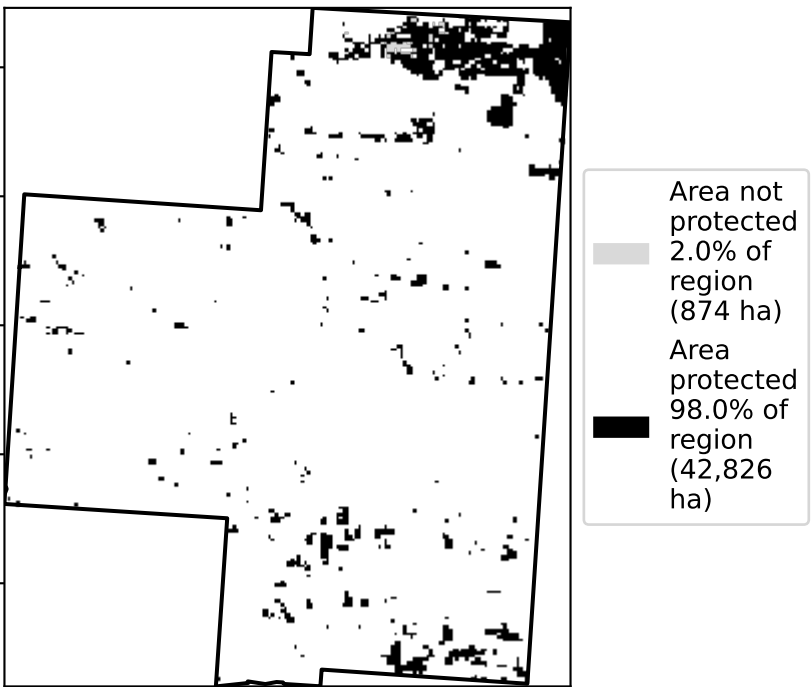 Area not
protected
2.0% of
region
(874 ha)
Area
protected
98.0% of
region
(42,826
ha)